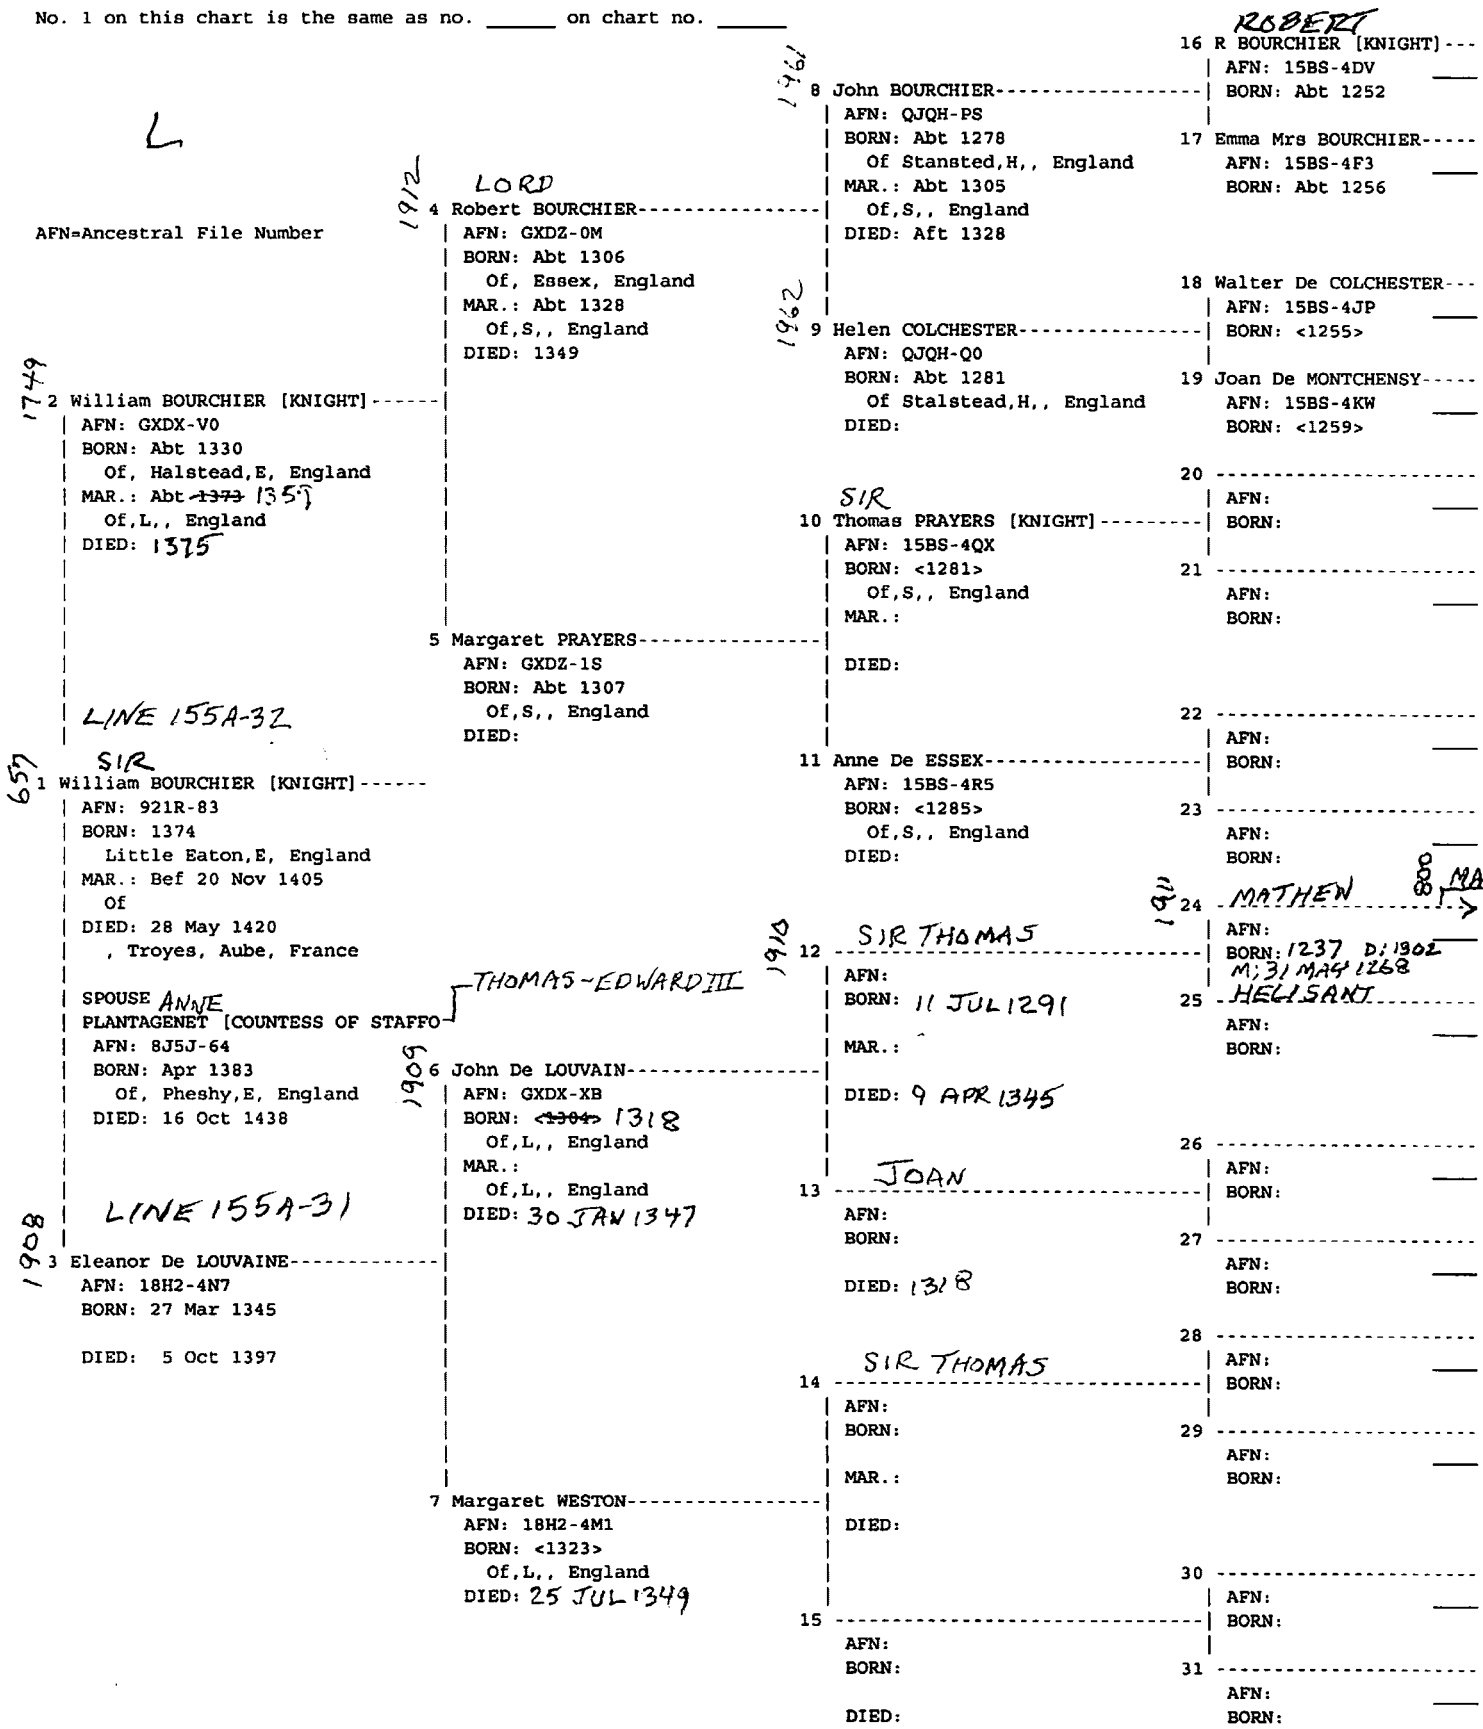 No. 1 on this chart is the same as no. _____ on chart no. _____
L
AFN=Ancestral File Number
1749
2 William BOURCHIER [KNIGHT]------
AFN: GXDX-V0
BORN: Abt 1330
Of, Halstead,E, England
MAR.: Abt 1373 1359
Of,L,, England
DIED: 1375
LINE 155A-32
657
SIR
1 William BOURCHIER [KNIGHT]------
AFN: 921R-83
BORN: 1374
Little Eaton,E, England
MAR.: Bef 20 Nov 1405
Of
DIED: 28 May 1420
, Troyes, Aube, France
SPOUSE ANNE
THOMAS-EDWARD III
PLANTAGENET [COUNTESS OF STAFFO
AFN: 8J5J-64
BORN: Apr 1383
Of, Pheshy,E, England
DIED: 16 Oct 1438
LINE 155A-31
1908
3 Eleanor De LOUVAINE------------
AFN: 18H2-4N7
BORN: 27 Mar 1345
DIED: 5 Oct 1397
1912
LORD
4 Robert BOURCHIER---------------
AFN: GXDZ-0M
BORN: Abt 1306
Of, Essex, England
MAR.: Abt 1328
Of,S,, England
DIED: 1349
5 Margaret PRAYERS---------------
AFN: GXDZ-1S
BORN: Abt 1307
Of,S,, England
DIED:
1909
6 John De LOUVAIN----------------
AFN: GXDX-XB
BORN: <1304> 1318
Of,L,, England
MAR.:
Of,L,, England
DIED: 30 JAN 1347
7 Margaret WESTON----------------
AFN: 18H2-4M1
BORN: <1323>
Of,L,, England
DIED: 25 JUL 1349
1961
8 John BOURCHIER-----------------
AFN: QJQH-PS
BORN: Abt 1278
Of Stansted,H,, England
MAR.: Abt 1305
Of,S,, England
DIED: Aft 1328
1962
9 Helen COLCHESTER---------------
AFN: QJQH-Q0
BORN: Abt 1281
Of Stalstead,H,, England
DIED:
SIR
10 Thomas PRAYERS [KNIGHT]--------
AFN: 15BS-4QX
BORN: <1281>
Of,S,, England
MAR.:
DIED:
11 Anne De ESSEX------------------
AFN: 15BS-4R5
BORN: <1285>
Of,S,, England
DIED:
1910
SIR THOMAS
12 -------------------------------
AFN:
BORN: 11 JUL 1291
MAR.:
DIED: 9 APR 1345
JOAN
13 -------------------------------
AFN:
BORN:
DIED: 1318
SIR THOMAS
14 -------------------------------
AFN:
BORN:
MAR.:
DIED:
15 -------------------------------
AFN:
BORN:
DIED:
ROBERT
16 R BOURCHIER [KNIGHT]---
AFN: 15BS-4DV
BORN: Abt 1252
17 Emma Mrs BOURCHIER-----
AFN: 15BS-4F3
BORN: Abt 1256
18 Walter De COLCHESTER---
AFN: 15BS-4JP
BORN: <1255>
19 Joan De MONTCHENSY-----
AFN: 15BS-4KW
BORN: <1259>
20 ----------------------
AFN:
BORN:
21 ----------------------
AFN:
BORN:
22 ----------------------
AFN:
BORN:
23 ----------------------
AFN:
BORN:
800
MA
1911
24 MATHEW
AFN:
BORN: 1237 D; 1302
M; 31 MAY 1268
25 HELISANT
AFN:
BORN:
26 ----------------------
AFN:
BORN:
27 ----------------------
AFN:
BORN:
28 ----------------------
AFN:
BORN:
29 ----------------------
AFN:
BORN:
30 ----------------------
AFN:
BORN:
31 ----------------------
AFN:
BORN: